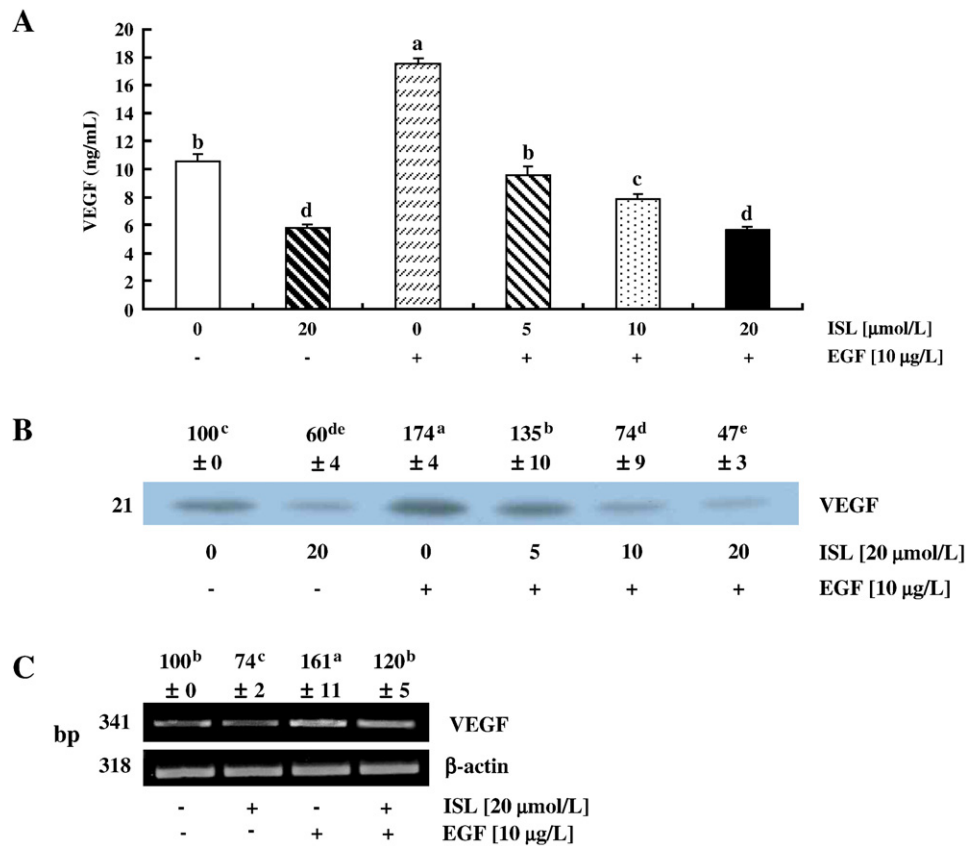 A
20
18
16
14
12
10
8
6
4
2
0
VEGF (ng/mL)
b
d
a
b
c
d
0 20 0 5 10 20 ISL [μmol/L]
- - + + + + EGF [10 μg/L]
B
100c 60de 174a 135b 74d 47e
± 0 ± 4 ± 4 ± 10 ± 9 ± 3
21 VEGF
0 20 0 5 10 20 ISL [20 μmol/L]
- - + + + + EGF [10 μg/L]
C
100b 74c 161a 120b
± 0 ± 2 ± 11 ± 5
bp
341 VEGF
318 β-actin
- + - + ISL [20 μmol/L]
- - + + EGF [10 μg/L]